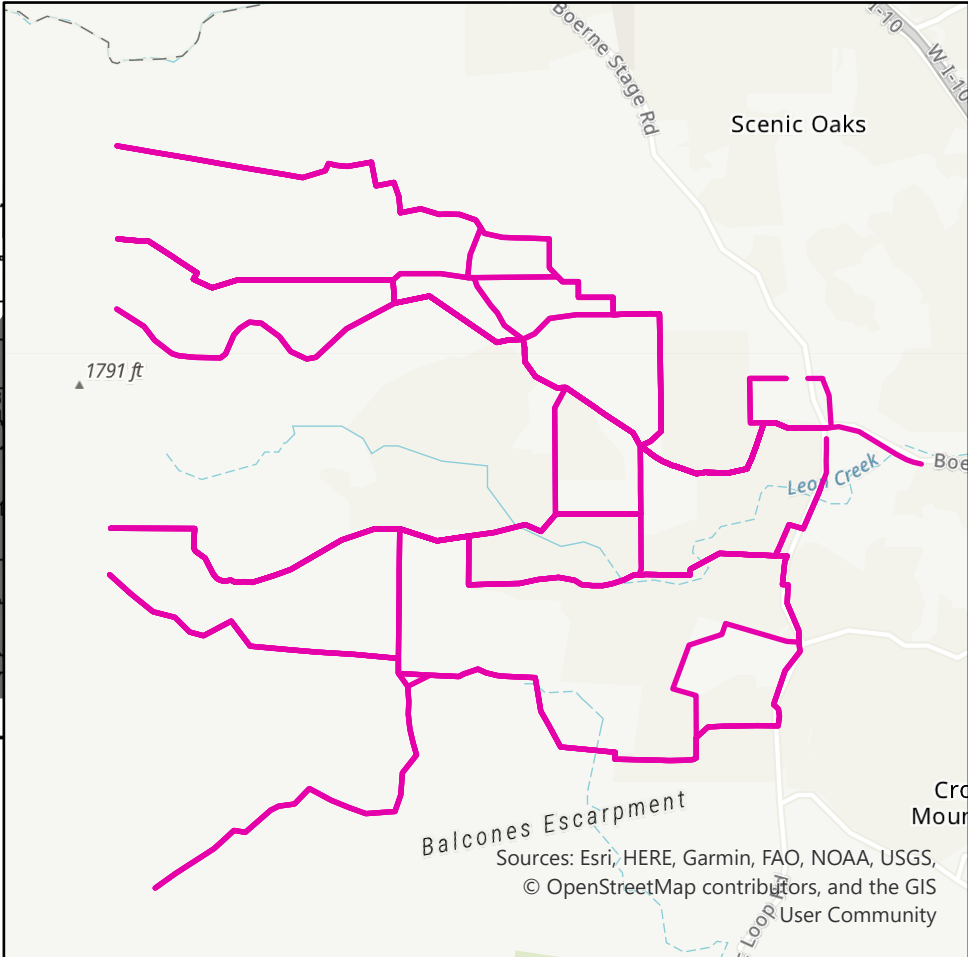 Boerne Stage Rd
I-10
W I-10
Scenic Oaks
1791 ft
Leon Creek
Boe
Cro
Moun
Balcones Escarpment
Sources: Esri, HERE, Garmin, FAO, NOAA, USGS,
© OpenStreetMap contributors, and the GIS
User Community
Loop Rd